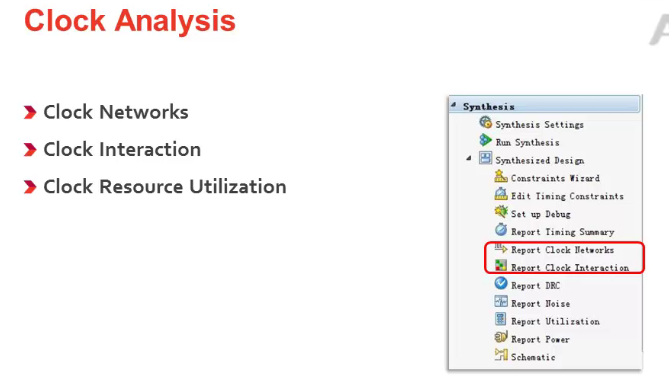 Clock Analysis
Clock Networks
Clock Interaction
Clock Resource Utilization
Synthesis
Synthesis Settings
Run Synthesis
Synthesized Design
Constraints Wizard
Edit Timing Constraints
Set up Debug
Report Timing Summary
Report Clock Networks
Report Clock Interaction
Report DRC
Report Noise
Report Utilization
Report Power
Schematic